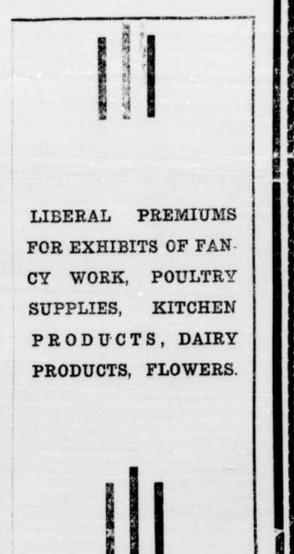 LIBERAL PREMIUMS
FOR EXHIBITS OF FAN-
CY WORK, POULTRY
SUPPLIES, KITCHEN
PRODUCTS, DAIRY
PRODUCTS, FLOWERS.